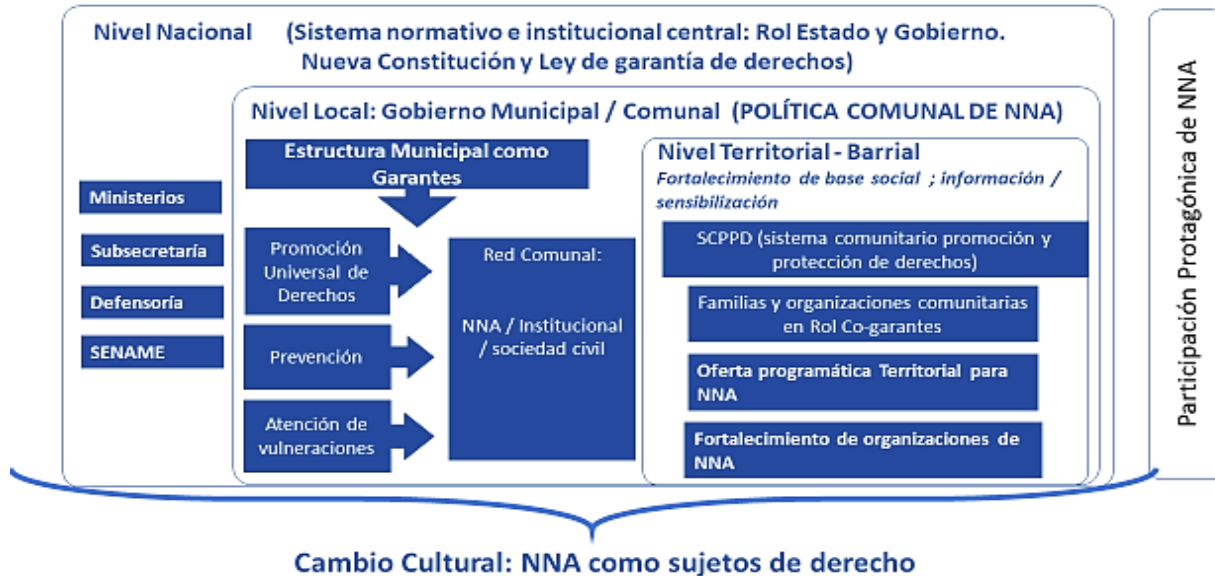 Nivel Nacional (Sistema normativo e institucional central: Rol Estado y Gobierno.
Nueva Constitución y Ley de garantía de derechos)
Nivel Local: Gobierno Municipal / Comunal (POLÍTICA COMUNAL DE NNA)
Estructura Municipal como
Garantes
Ministerios
Subsecretaría
Defensoría
SENAME
Promoción
Universal de
Derechos
Prevención
Atención de
vulneraciones
Red Comunal:
NNA / Institucional
/ sociedad civil
Nivel Territorial - Barrial
Fortalecimiento de base social ; información /
sensibilización
SCPPD (sistema comunitario promoción y
protección de derechos)
Familias y organizaciones comunitarias
en Rol Co-garantes
Oferta programática Territorial para
NNA
Fortalecimiento de organizaciones de
NNA
Participación Protagónica de NNA
Cambio Cultural: NNA como sujetos de derecho